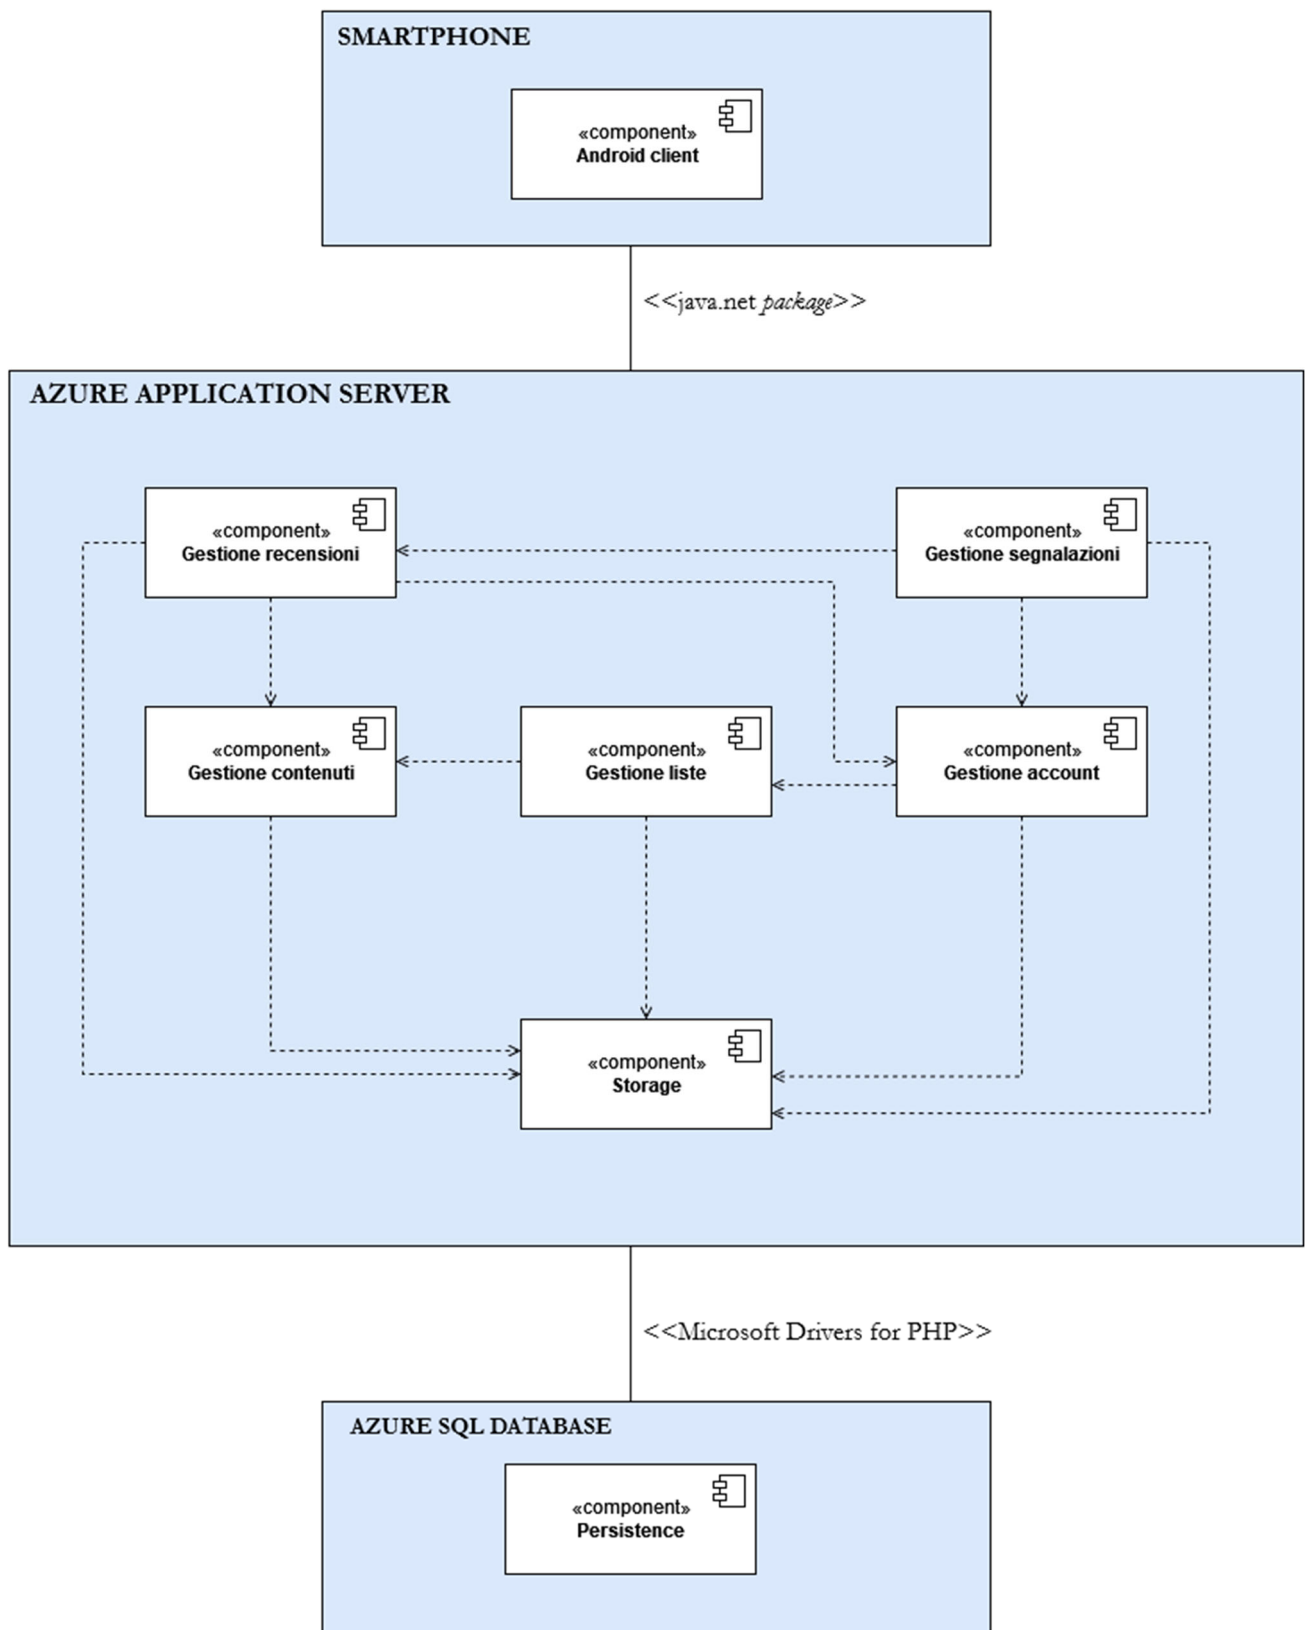 SMARTPHONE
«component»
Android client
<<java.net package>>
AZURE APPLICATION SERVER
«component»
Gestione recensioni
«component»
Gestione segnalazioni
«component»
Gestione contenuti
«component»
Gestione liste
«component»
Gestione account
«component»
Storage
<<Microsoft Drivers for PHP>>
AZURE SQL DATABASE
«component»
Persistence